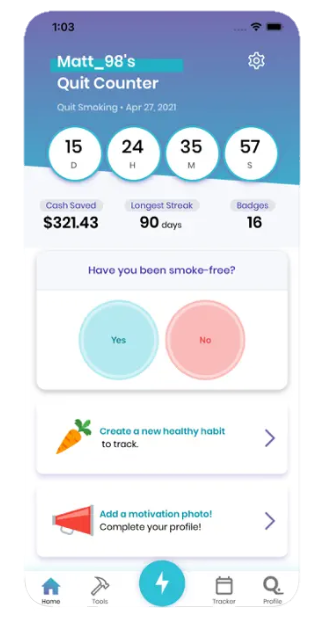 1:03
Matt_98's
Quit Counter
Quit Smoking • Apr 27, 2021
15 24 35 57
D H M S
Cash Saved Longest Streak Badges
$321.43 90 days 16
Have you been smoke-free?
Yes No
Create a new healthy habit
to track.
Add a motivation photo!
Complete your profile!
Home Tools Tracker Profile